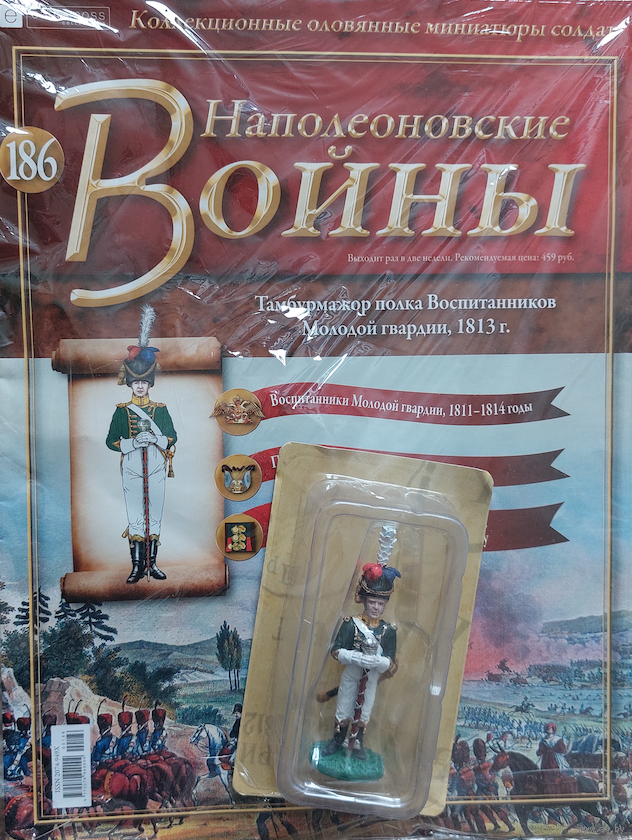 Коллекционные оловянные миниатюры солдат
186
Наполеоновские
Войны
Выходит раз в две недели. Рекомендуемая цена: 459 руб.
Тамбурмажор полка Воспитанников
Молодой гвардии, 1813 г.
Воспитанники Молодой гвардии, 1811–1814 годы